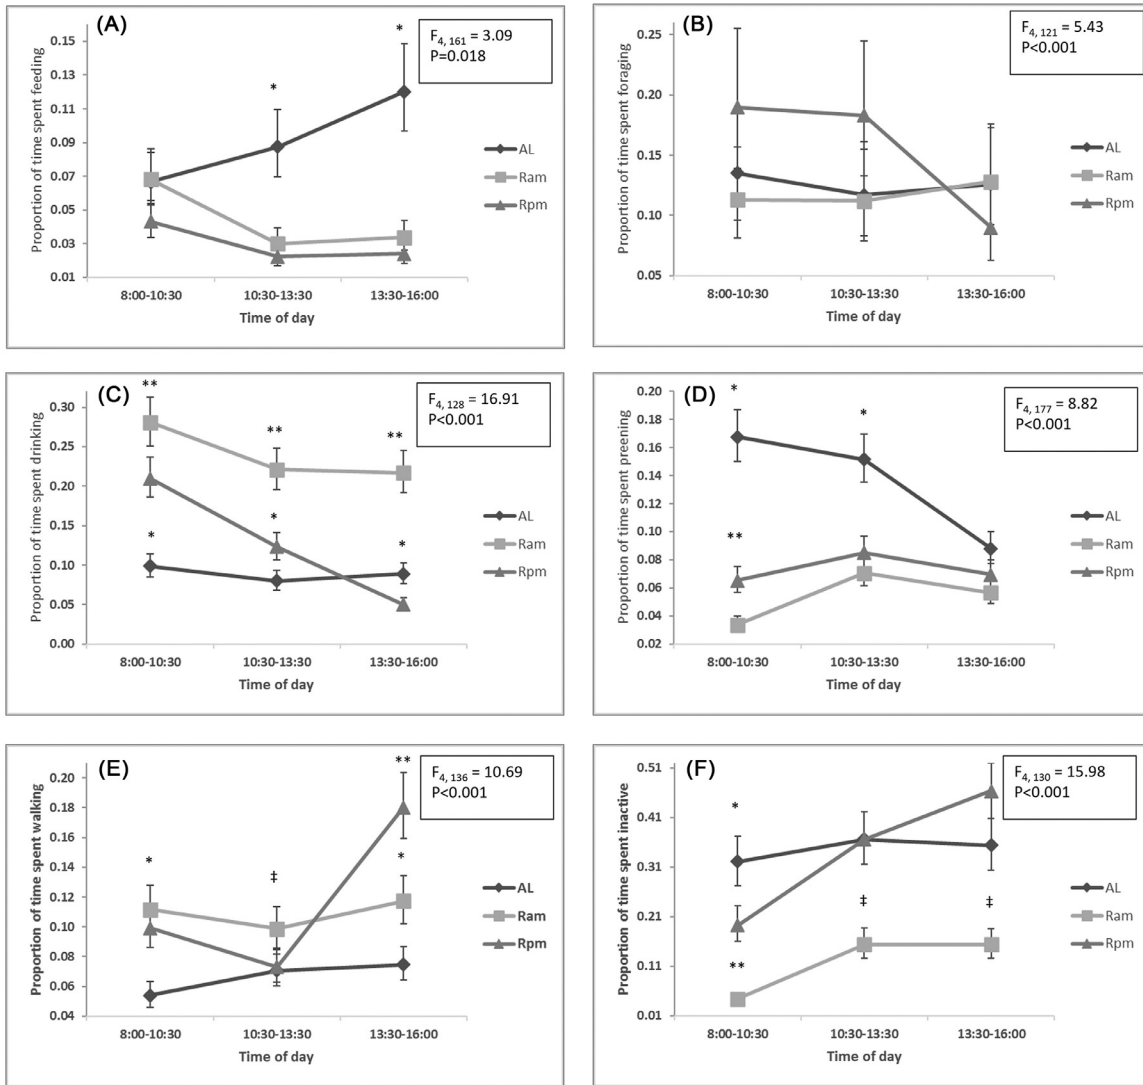 (A)
F4, 161 = 3.09
P=0.018
*
*
Proportion of time spent feeding
0.15
0.13
0.11
0.09
0.07
0.05
0.03
0.01
AL
Ram
Rpm
8:00-10:30 10:30-13:30 13:30-16:00
Time of day
(B)
F4, 121 = 5.43
P<0.001
Proportion of time spent foraging
0.25
0.20
0.15
0.10
0.05
AL
Ram
Rpm
8:00-10:30 10:30-13:30 13:30-16:00
Time of day
(C)
F4, 128 = 16.91
P<0.001
**
**
**
*
*
*
Proportion of time spent drinking
0.30
0.25
0.20
0.15
0.10
0.05
0.00
AL
Ram
Rpm
8:00-10:30 10:30-13:30 13:30-16:00
Time of day
(D)
F4, 177 = 8.82
P<0.001
*
*
**
Proportion of time spent preening
0.20
0.18
0.16
0.14
0.12
0.10
0.08
0.06
0.04
0.02
AL
Ram
Rpm
8:00-10:30 10:30-13:30 13:30-16:00
Time of day
(E)
F4, 136 = 10.69
P<0.001
**
*
‡
*
Proportion of time spent walking
0.20
0.18
0.16
0.14
0.12
0.10
0.08
0.06
0.04
AL
Ram
Rpm
8:00-10:30 10:30-13:30 13:30-16:00
Time of day
(F)
F4, 130 = 15.98
P<0.001
*
‡
‡
**
Proportion of time spent inactive
0.51
0.41
0.31
0.21
0.11
0.01
AL
Ram
Rpm
8:00-10:30 10:30-13:30 13:30-16:00
Time of day